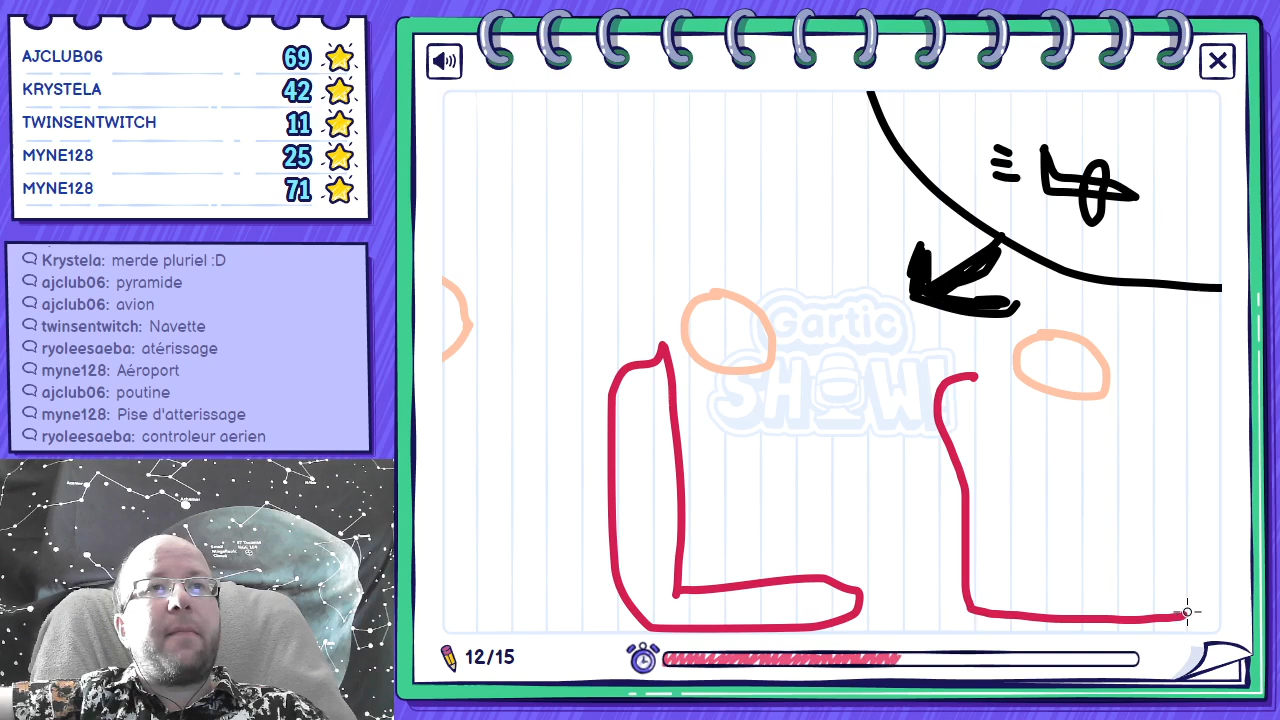 AJCLUB06 69
KRYSTELA 42
TWINSENTWITCH 11
MYNE128 25
MYNE128 71
Krystela: merde pluriel :D
ajclub06: pyramide
ajclub06: avion
twinsentwitch: Navette
ryoleesaeba: atérissage
myne128: Aéroport
ajclub06: poutine
myne128: Pise d'atterissage
ryoleesaeba: controleur aerien
Gartic
SHOW!
12/15